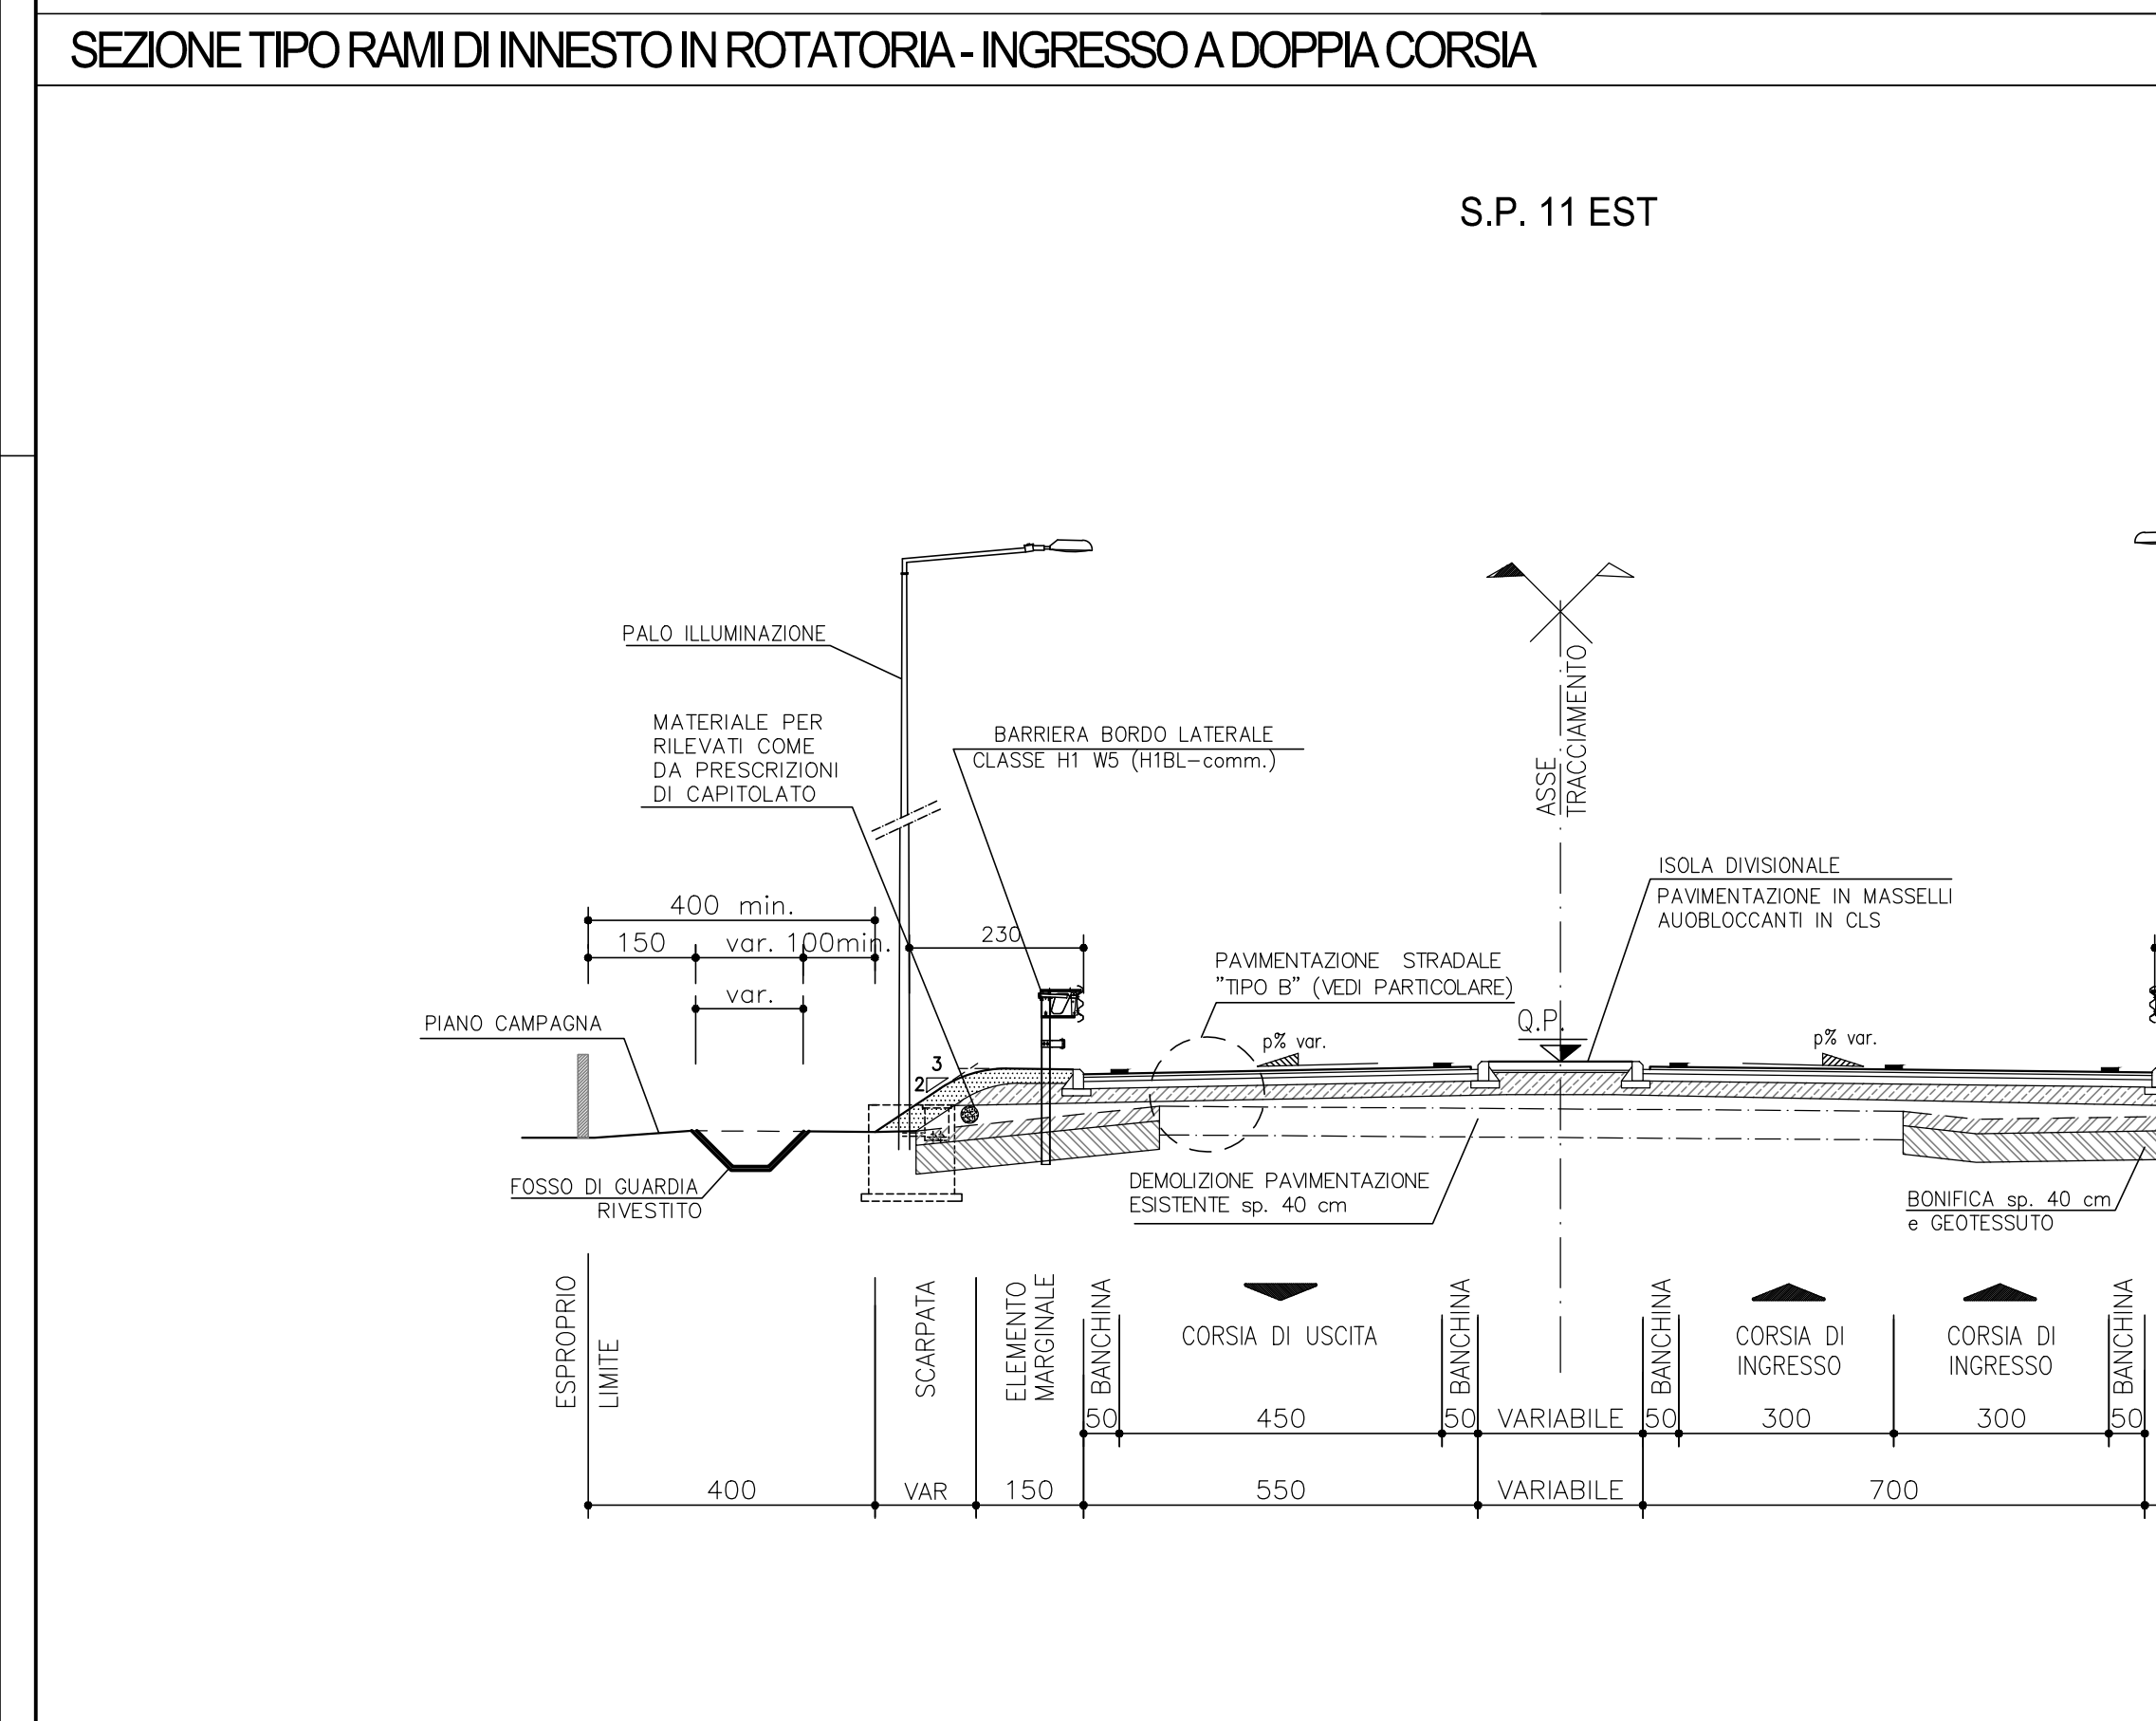 SEZIONE TIPO RAMI DI INNESTO IN ROTATORIA - INGRESSO A DOPPIA CORSIA
S.P. 11 EST
PALO ILLUMINAZIONE
MATERIALE PER
RILEVATI COME
DA PRESCRIZIONI
DI CAPITOLATO
BARRIERA BORDO LATERALE
CLASSE H1 W5 (H1BL-comm.)
ASSE
TRACCIAMENTO
ISOLA DIVISIONALE
PAVIMENTAZIONE IN MASSELLI
AUOBLOCCANTI IN CLS
400 min.
150 var. 100min.
var.
230
PAVIMENTAZIONE STRADALE
"TIPO B" (VEDI PARTICOLARE)
PIANO CAMPAGNA
Q.P.
p% var.
p% var.
3
2
FOSSO DI GUARDIA
RIVESTITO
DEMOLIZIONE PAVIMENTAZIONE
ESISTENTE sp. 40 cm
BONIFICA sp. 40 cm
e GEOTESSUTO
ESPROPRIO
LIMITE
SCARPATA
ELEMENTO
MARGINALE
BANCHINA
CORSIA DI USCITA
BANCHINA
BANCHINA
CORSIA DI
INGRESSO
CORSIA DI
INGRESSO
BANCHINA
50 450 50 VARIABILE 50 300 300 50
400 VAR 150 550 VARIABILE 700